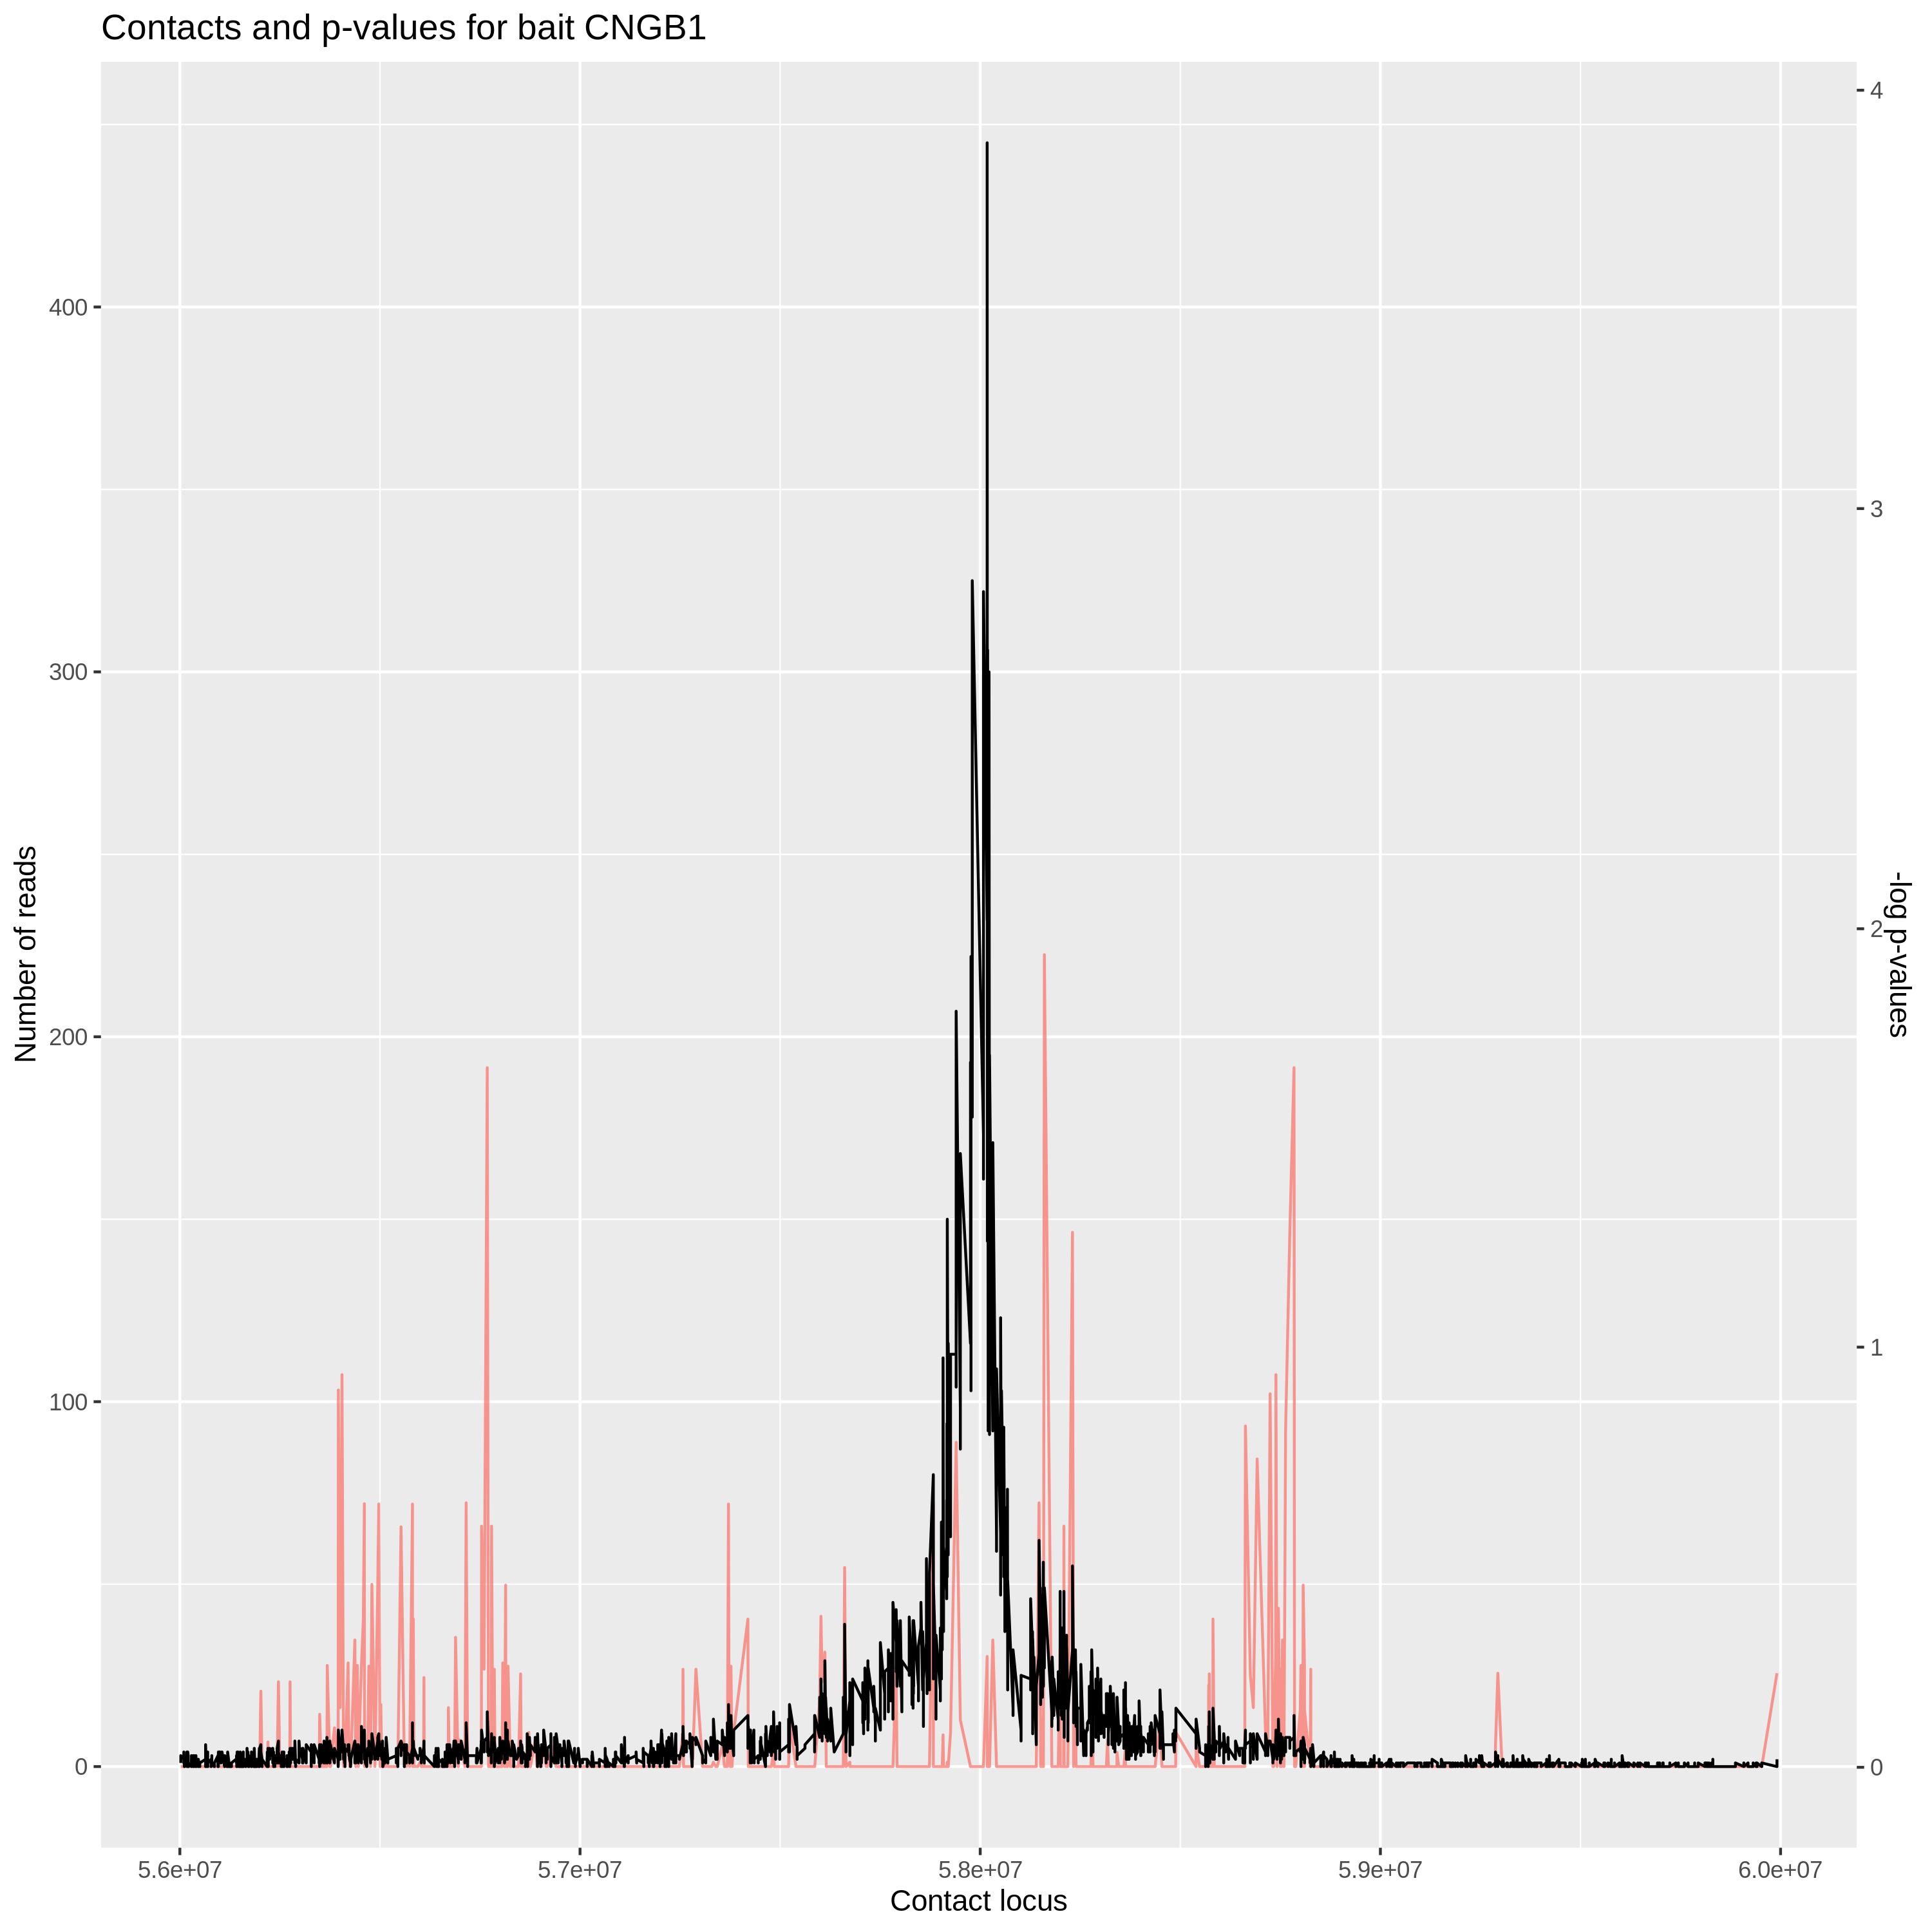 Contacts and p-values for bait CNGB1
4
400
3
300
Number of reads
2
-log p-values
200
1
100
0
0
5.6e+07
5.7e+07
5.8e+07
5.9e+07
6.0e+07
Contact locus